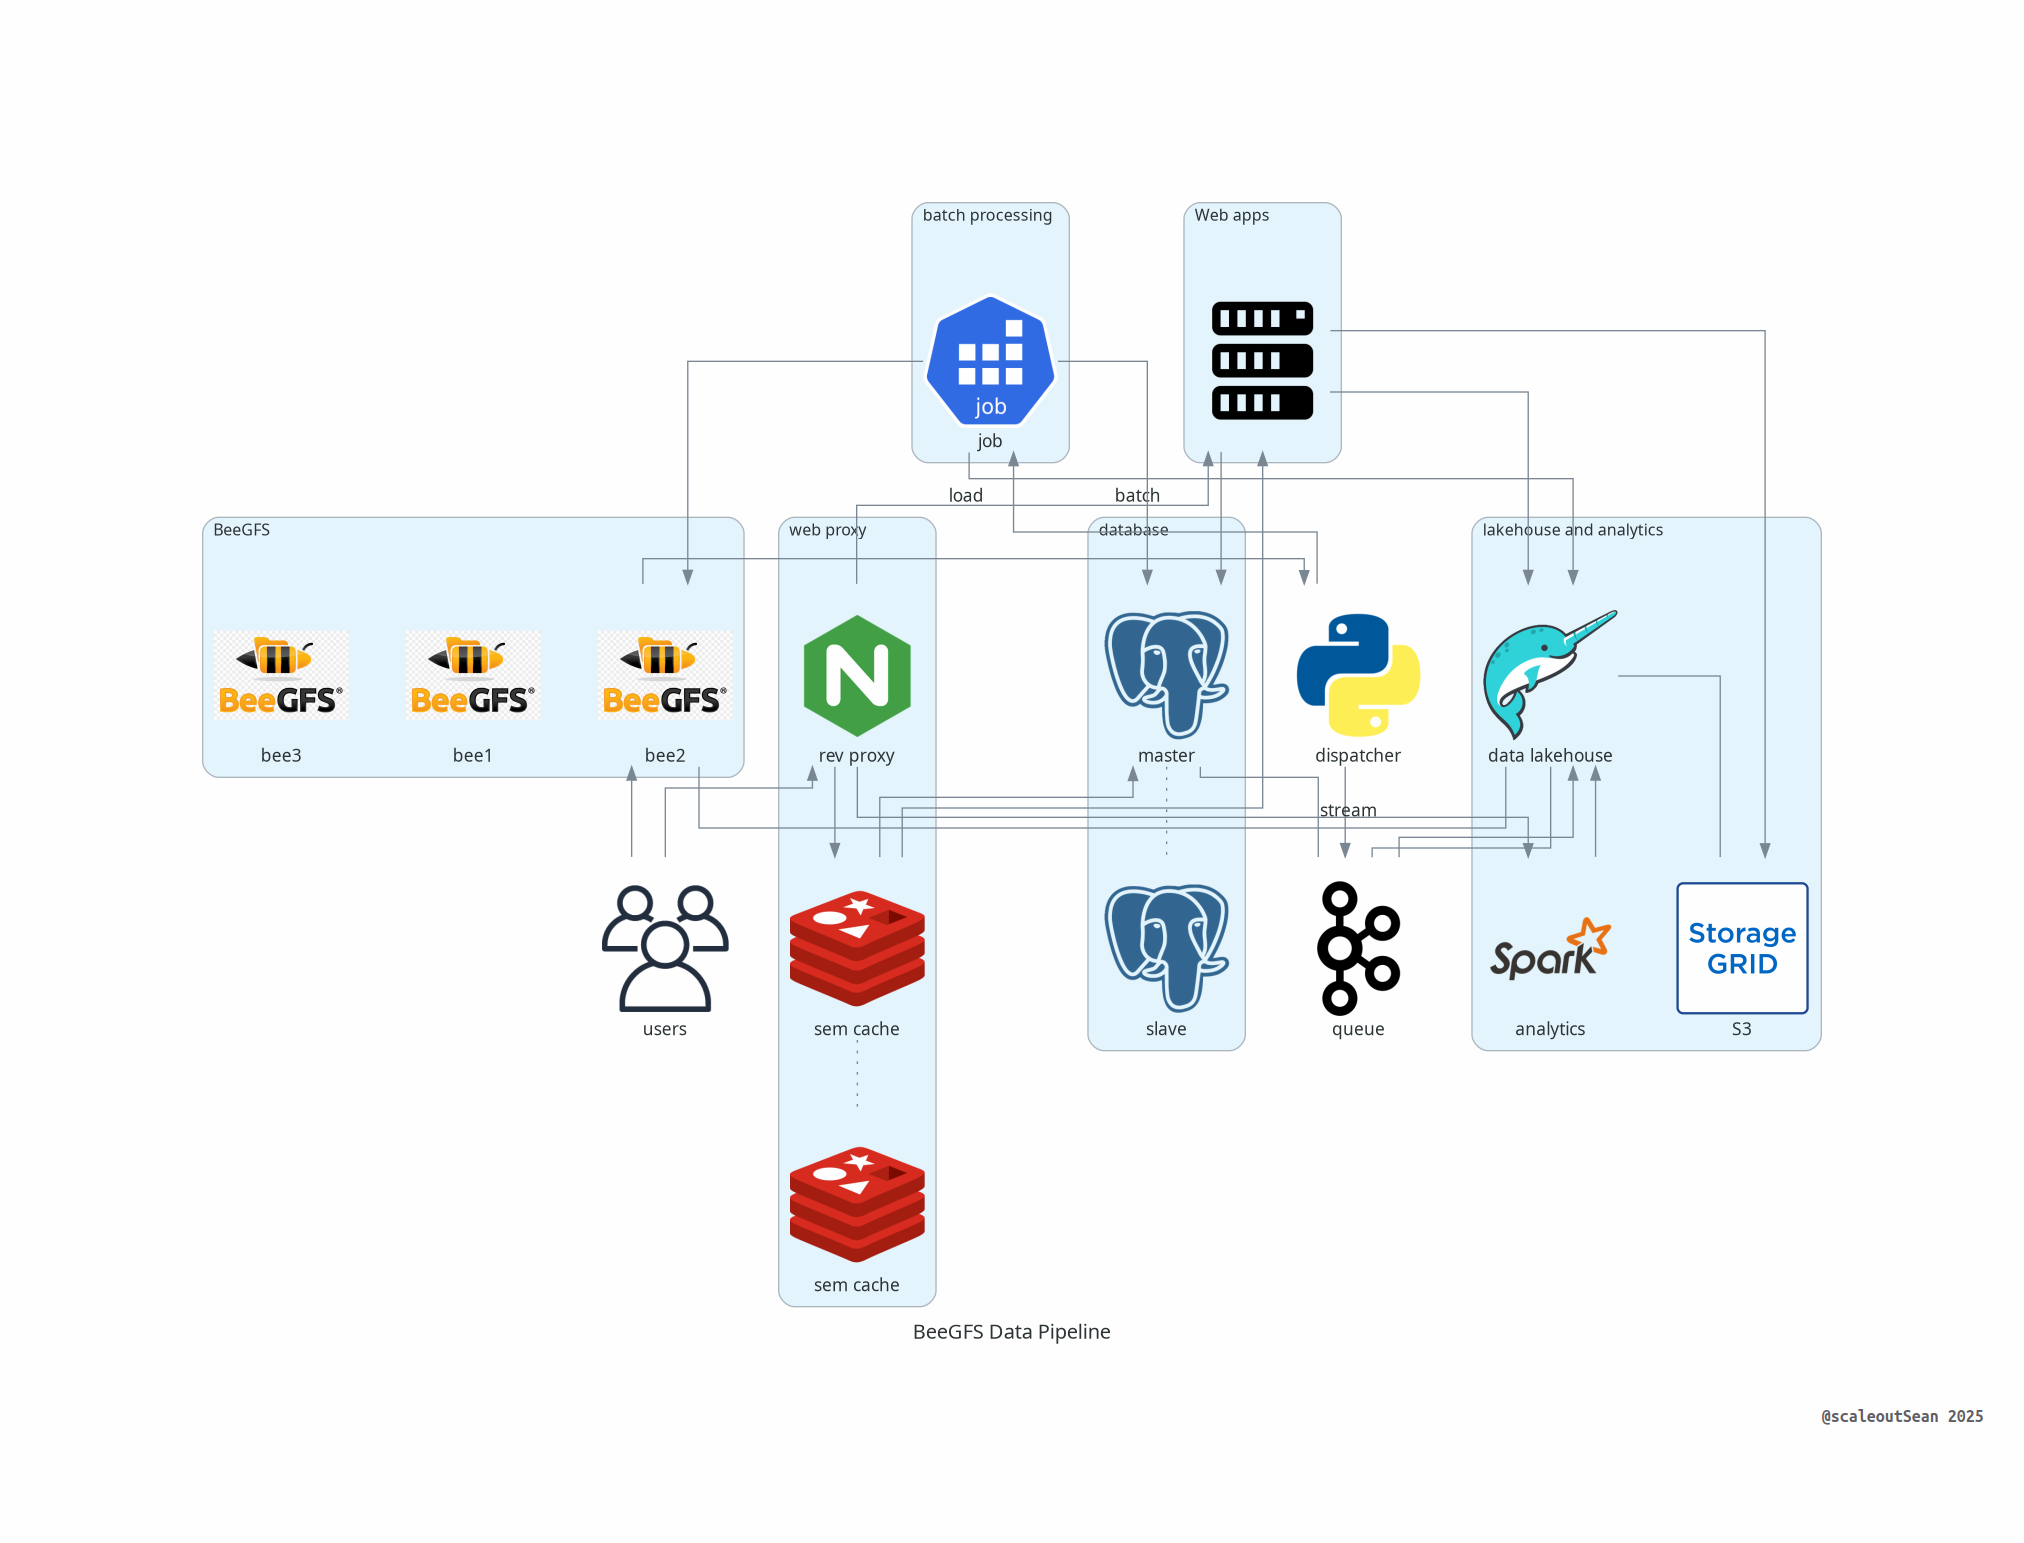 batch processing
Web apps
job
job
load
batch
BeeGFS
web proxy
database
lakehouse and analytics
BeeGFS®
BeeGFS®
BeeGFS®
bee3
bee1
bee2
rev proxy
master
dispatcher
data lakehouse
stream
Spark
Storage
GRID
users
sem cache
slave
queue
analytics
S3
sem cache
BeeGFS Data Pipeline
@scaleoutSean 2025